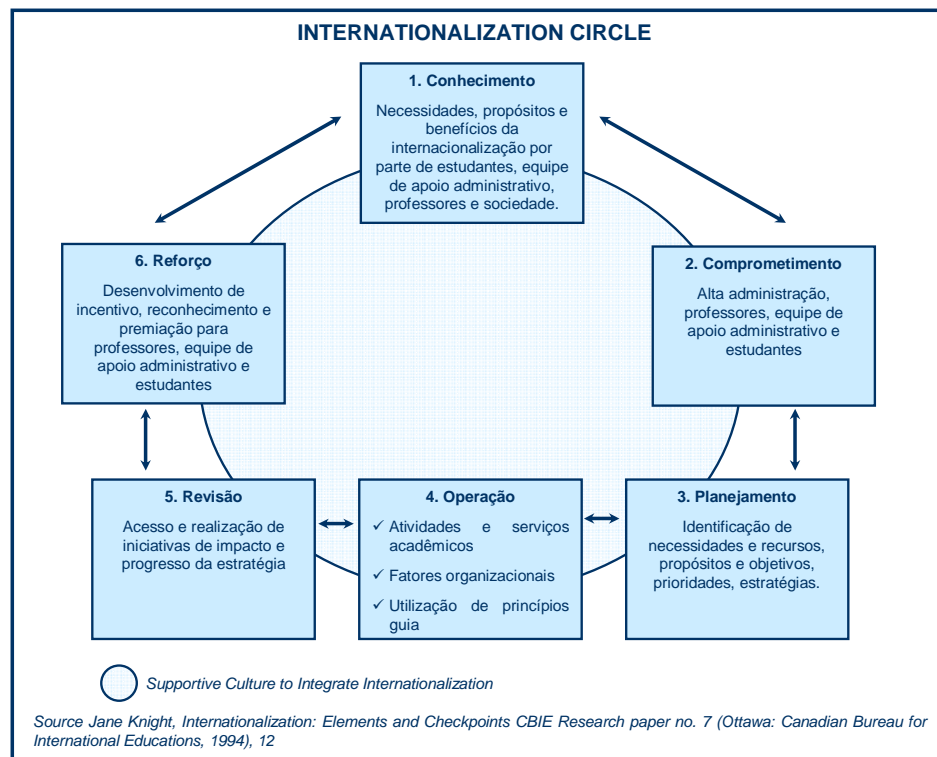 INTERNATIONALIZATION CIRCLE
1. Conhecimento
Necessidades, propósitos e
benefícios da
internacionalização por
parte de estudantes, equipe
de apoio administrativo,
professores e sociedade.
2. Comprometimento
Alta administração,
professores, equipe de
apoio administrativo e
estudantes
3. Planejamento
Identificação de
necessidades e recursos,
propósitos e objetivos,
prioridades, estratégias.
4. Operação
✓ Atividades e serviços
acadêmicos
✓ Fatores organizacionais
✓ Utilização de princípios
guia
5. Revisão
Acesso e realização de
iniciativas de impacto e
progresso da estratégia
6. Reforço
Desenvolvimento de
incentivo, reconhecimento e
premiação para
professores, equipe de
apoio administrativo e
estudantes
Supportive Culture to Integrate Internationalization
Source Jane Knight, Internationalization: Elements and Checkpoints CBIE Research paper no. 7 (Ottawa: Canadian Bureau for
International Educations, 1994), 12